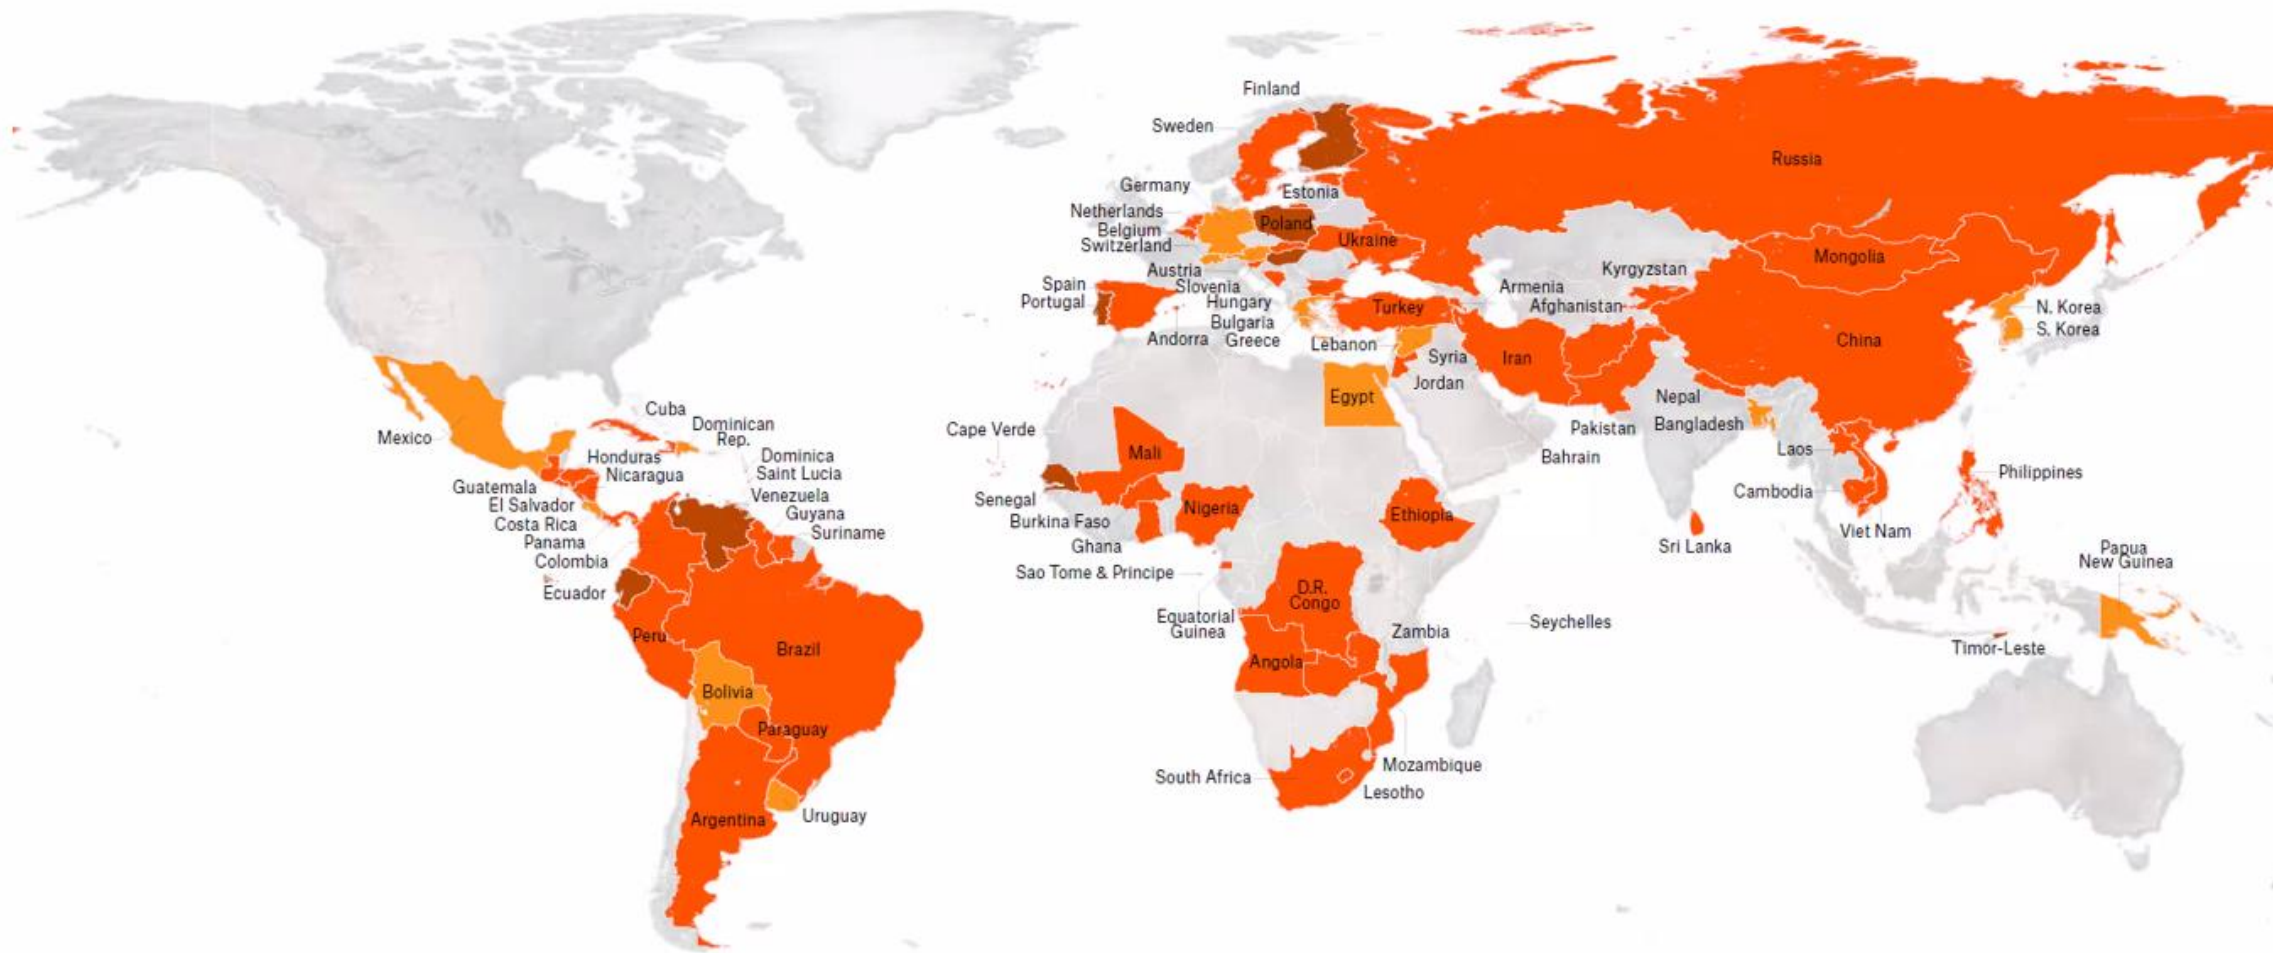 Finland
Sweden
Russia
Germany
Estonia
Netherlands
Poland
Belgium
Ukraine
Switzerland
Mongolia
Austria
Kyrgyzstan
Spain
Slovenia
Armenia
Portugal
Hungary
Turkey
Afghanistan
N. Korea
Bulgaria
S. Korea
Andorra
Greece
Lebanon
China
Syria
Iran
Jordan
Egypt
Nepal
Cuba
Dominican
Rep.
Bangladesh
Pakistan
Cape Verde
Mexico
Mali
Laos
Honduras
Dominica
Bahrain
Nicaragua
Saint Lucia
Philippines
Guatemala
Venezuela
Cambodia
Senegal
El Salvador
Nigeria
Guyana
Ethiopia
Costa Rica
Burkina Faso
Suriname
Viet Nam
Panama
Ghana
Sri Lanka
Papua
New Guinea
Colombia
Sao Tome & Principe
Ecuador
D.R.
Congo
Equatorial
Guinea
Seychelles
Peru
Zambia
Brazil
Timor-Leste
Angola
Bolivia
Paraguay
Mozambique
South Africa
Lesotho
Uruguay
Argentina